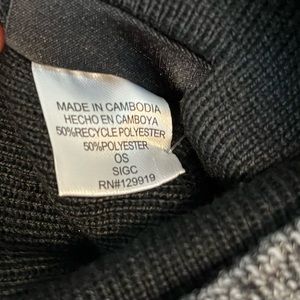 MADE IN CAMBODIA
HECHO EN CAMBOYA
50%RECYCLE POLYESTER
50%POLYESTER
OS
SIGC
RN#129919